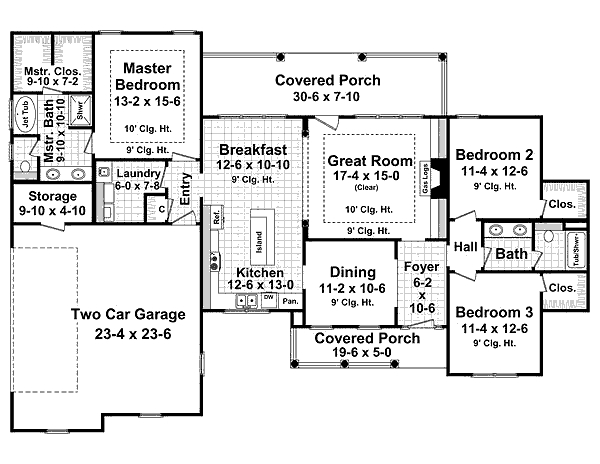 Mstr. Clos.
9-10 x 7-2
Master
Bedroom
13-2 x 15-6
10' Clg. Ht.
Covered Porch
30-6 x 7-10
Jet Tub
Mstr. Bath
9-10 x 10-10
Shwr
Laundry
6-0 x 7-8
C
Entry
Storage
9-10 x 4-10
Breakfast
12-6 x 10-10
9' Clg. Ht.
Great Room
17-4 x 15-0
(Clear)
10' Clg. Ht.
9' Clg. Ht.
Gas Logs
Bedroom 2
11-4 x 12-6
9' Clg. Ht.
Clos.
Ref.
Island
Kitchen
12-6 x 13-0
DW
Pan.
Dining
11-2 x 10-6
9' Clg. Ht.
Foyer
6-2
x
10-6
Hall
Bath
Tub/Shwr
Clos.
Bedroom 3
11-4 x 12-6
9' Clg. Ht.
Two Car Garage
23-4 x 23-6
Covered Porch
19-6 x 5-0